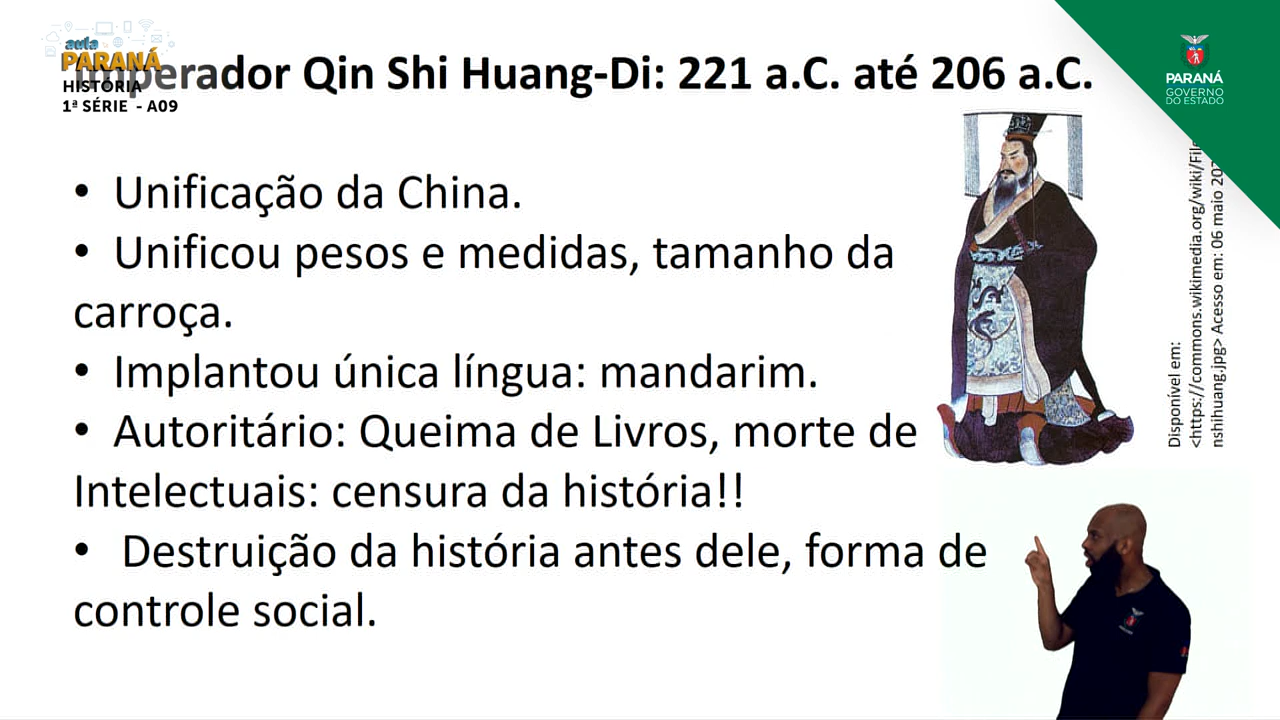 aula
PARANÁ
HISTÓRIA
1ª SÉRIE - A09
Imperador Qin Shi Huang-Di: 221 a.C. até 206 a.C.
PARANÁ
GOVERNO
DO ESTADO
• Unificação da China.
• Unificou pesos e medidas, tamanho da
carroça.
• Implantou única língua: mandarim.
• Autoritário: Queima de Livros, morte de
Intelectuais: censura da história!!
• Destruição da história antes dele, forma de
controle social.
Disponível em:
<https://commons.wikimedia.org/wiki/File
nshihuang.jpg> Acesso em: 06 maio